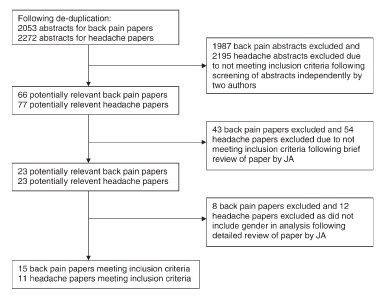 Following de-duplication:
2053 abstracts for back pain papers
2272 abstracts for headache papers
1987 back pain abstracts excluded and
2195 headache abstracts excluded due
to not meeting inclusion criteria following
screening of abstracts independently by
two authors
66 potentially relevent back pain papers
77 potentially relevent headache papers
43 back pain papers excluded and 54
headache papers excluded due to not
meeting inclusion criteria following brief
review of paper by JA
23 potentially relevent back pain papers
23 potentially relevent headache papers
8 back pain papers excluded and 12
headache papers excluded as did not
include gender in analysis following
detailed review of paper by JA
15 back pain papers meeting inclusion criteria
11 headache papers meeting inclusion criteria